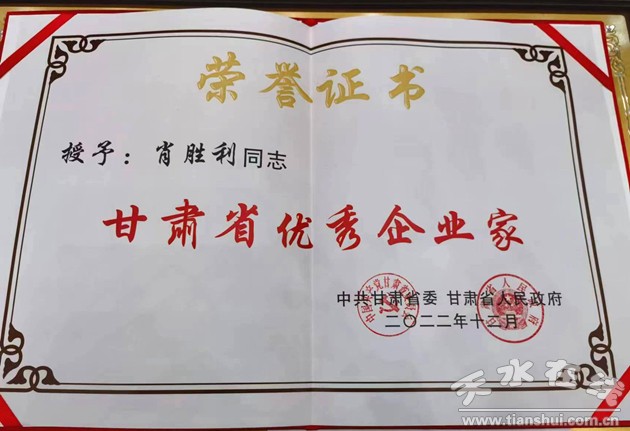 荣誉证书
授予：肖胜利同志
甘肃省优秀企业家
中共甘肃省委 甘肃省人民政府
二〇二二年十二月
天水在线
www.tianshui.com.cn